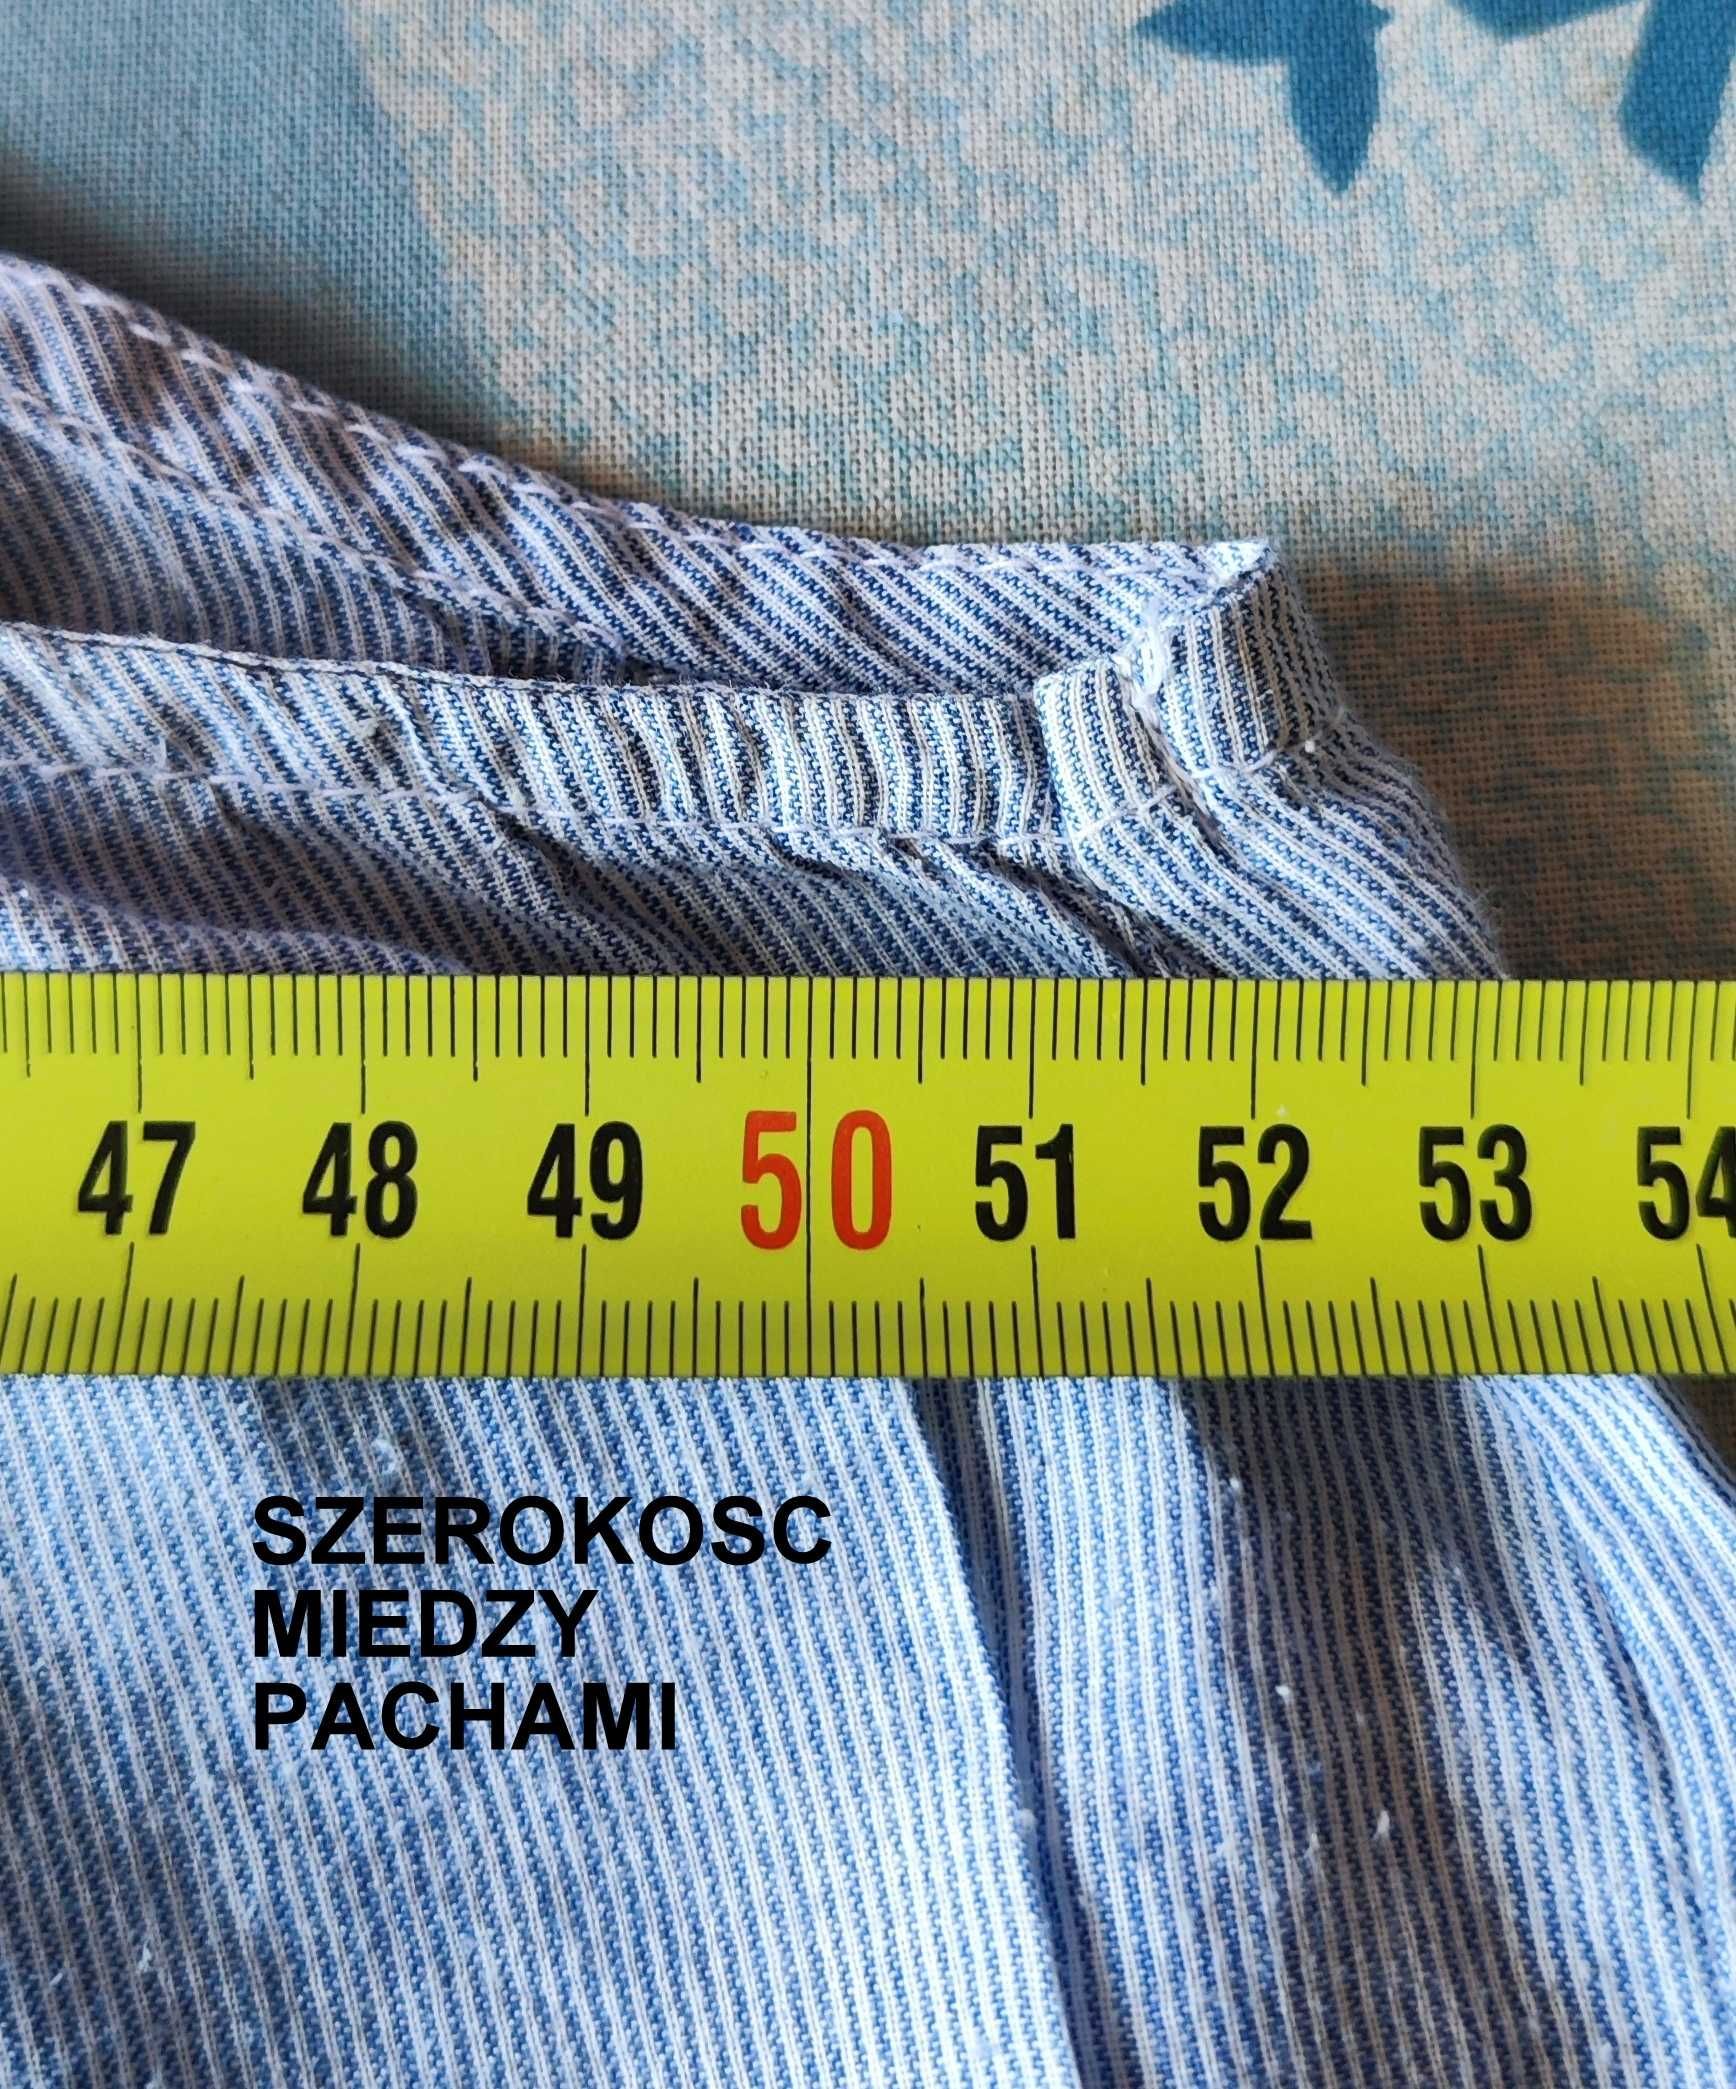 47 48 49 50 51 52 53 54
SZEROKOSC
MIEDZY
PACHAMI